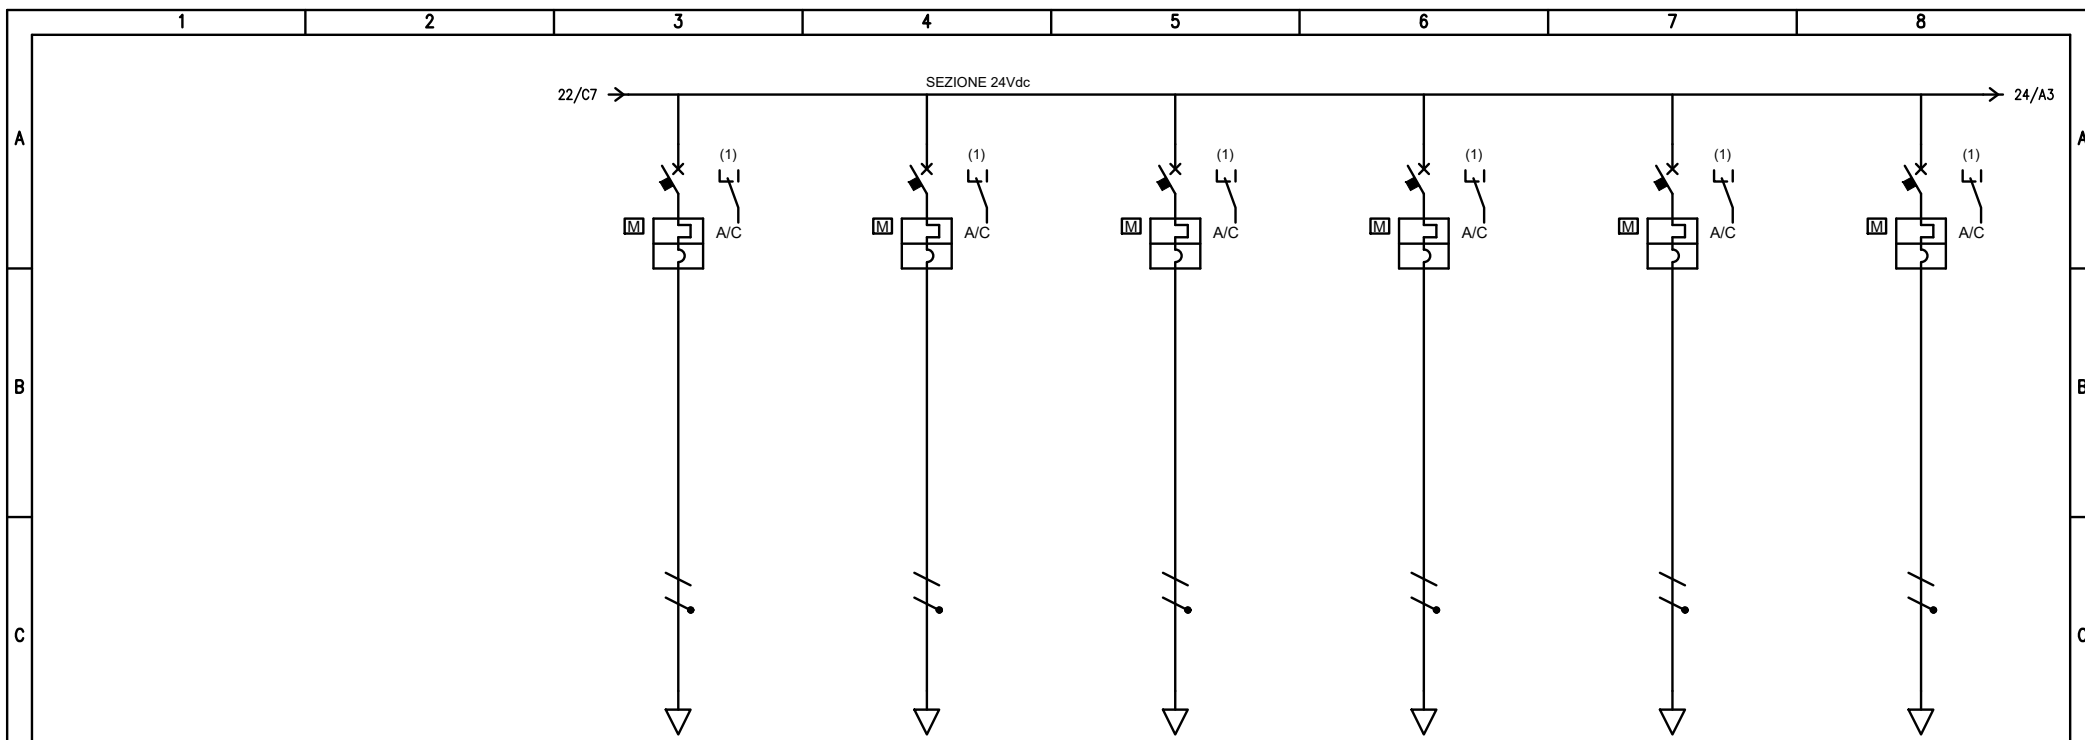 1 2 3 4 5 6 7 8
SEZIONE 24Vdc
22/C7 24/A3
A A
(1) (1) (1) (1) (1) (1)
M A/C M A/C M A/C M A/C M A/C M A/C
B B
C C